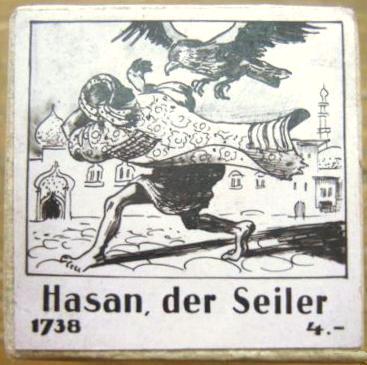 Hasan, der Seiler
1738 4.-